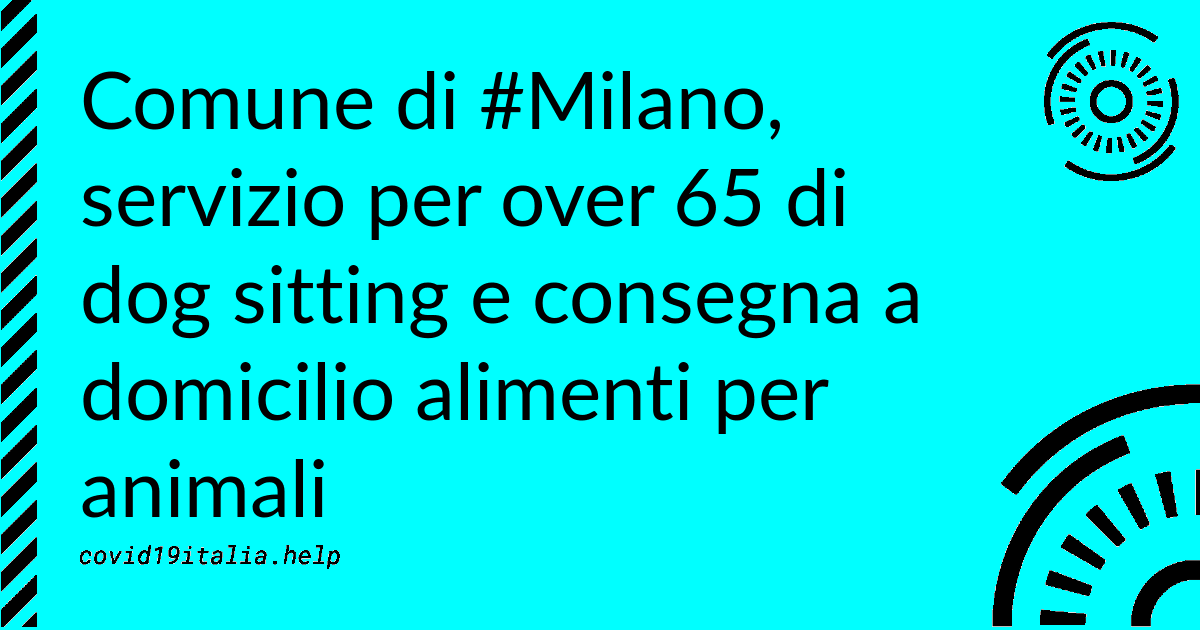 Comune di #Milano,
servizio per over 65 di
dog sitting e consegna a
domicilio alimenti per
animali
covid19italia.help